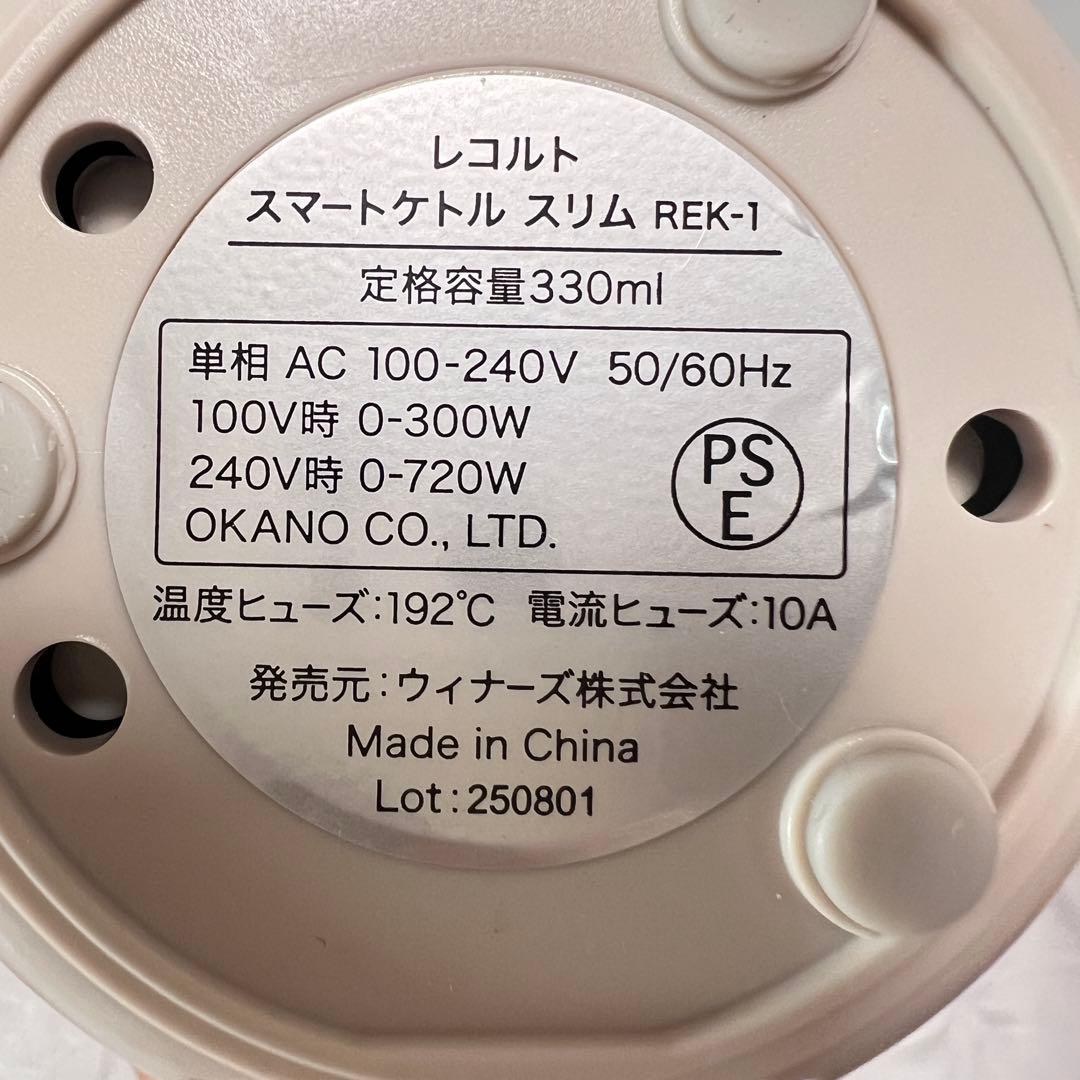 レコルト
スマートケトル スリム REK-1
定格容量330ml
単相 AC 100-240V 50/60Hz
100V時 0-300W
240V時 0-720W
OKANO CO., LTD.
PS
E
温度ヒューズ:192℃ 電流ヒューズ:10A
発売元:ウィナーズ株式会社
Made in China
Lot:250801